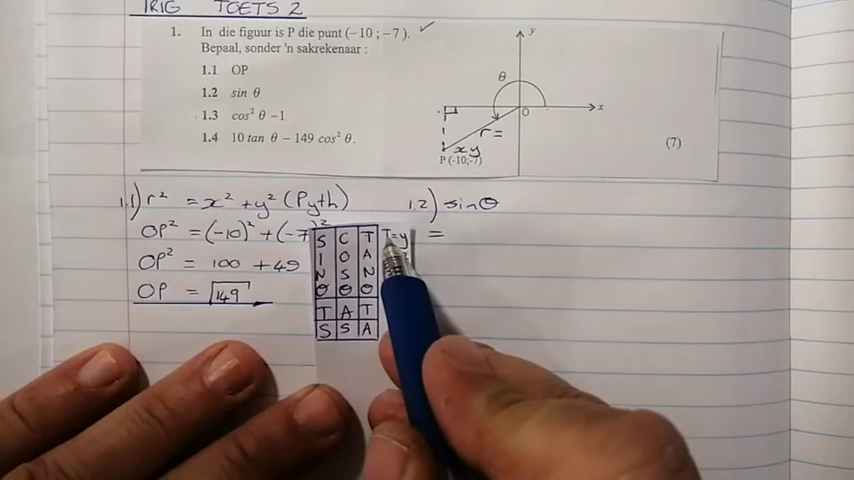 TRIG TOETS 2
1. In die figuur is P die punt (−10 ; −7). ✓
Bepaal, sonder 'n sakrekenaar :
1.1 OP
1.2 sin θ
1.3 cos² θ −1
1.4 10 tan θ − 149 cos² θ.
y
θ
O
x
r =
x y
P (-10;-7)
(7)
1.1) r² = x² + y² (Pyth)
OP² = (-10)² + (-7)²
OP² = 100 + 49
OP = √149
S C T
I O A
N S N
θ θ θ
T A T
S S A
T=y
1.2) sin θ
=